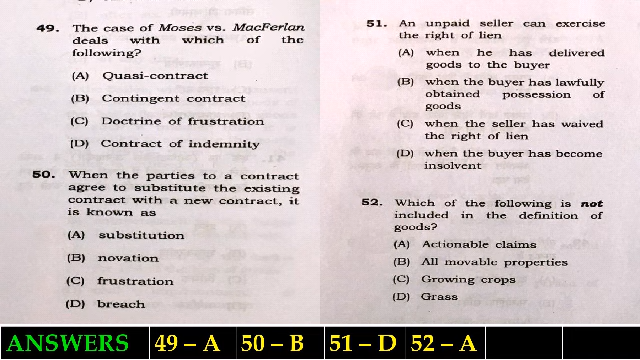 49. The case of Moses vs. MacFerlan
deals with which of the
following?
(A) Quasi-contract
(B) Contingent contract
(C) Doctrine of frustration
(D) Contract of indemnity
50. When the parties to a contract
agree to substitute the existing
contract with a new contract, it
is known as
(A) substitution
(B) novation
(C) frustration
(D) breach
51. An unpaid seller can exercise
the right of lien
(A) when he has delivered
goods to the buyer
(B) when the buyer has lawfully
obtained possession of
goods
(C) when the seller has waived
the right of lien
(D) when the buyer has become
insolvent
52. Which of the following is not
included in the definition of
goods?
(A) Actionable claims
(B) All movable properties
(C) Growing crops
(D) Grass
ANSWERS 49 – A 50 – B 51 – D 52 – A